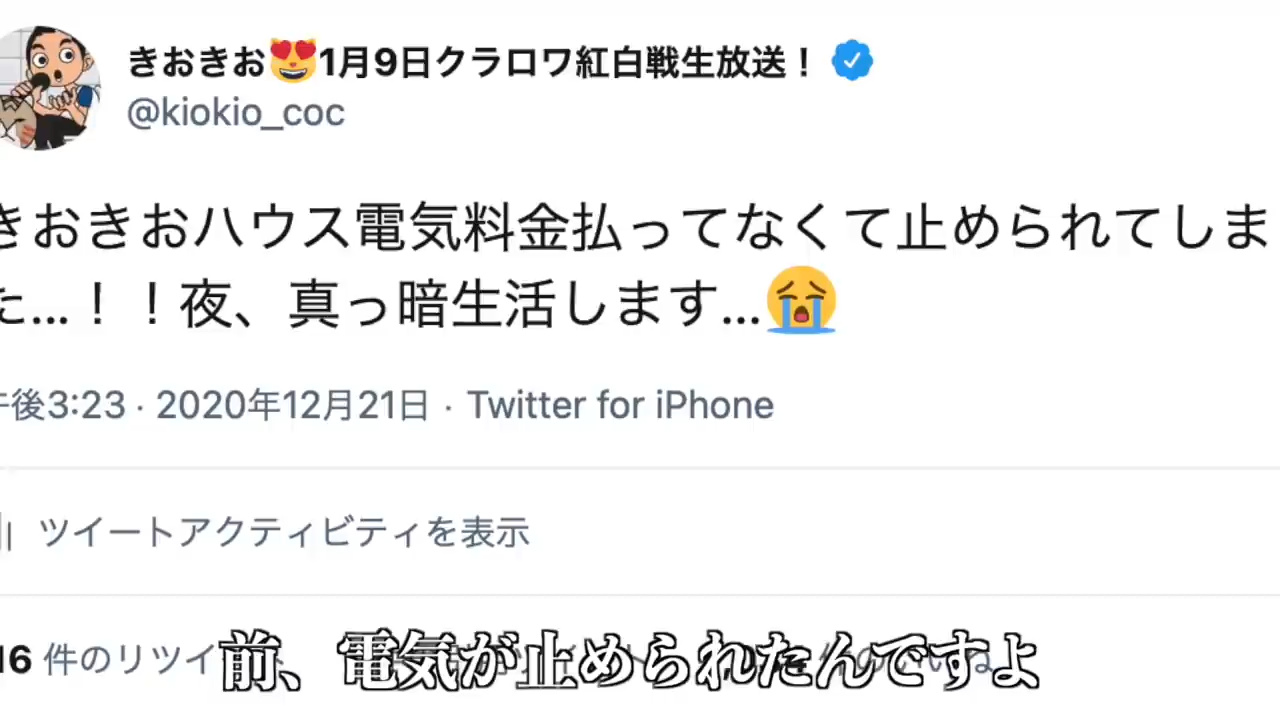 きおきお😻1月9日クラロワ紅白戦生放送！
@kiokio_coc
きおきおハウス電気料金払ってなくて止められてしま
た...！！夜、真っ暗生活します...😭
午後3:23 · 2020年12月21日 · Twitter for iPhone
ツイートアクティビティを表示
16 件のリツイ
前、電気が止められたんですよ